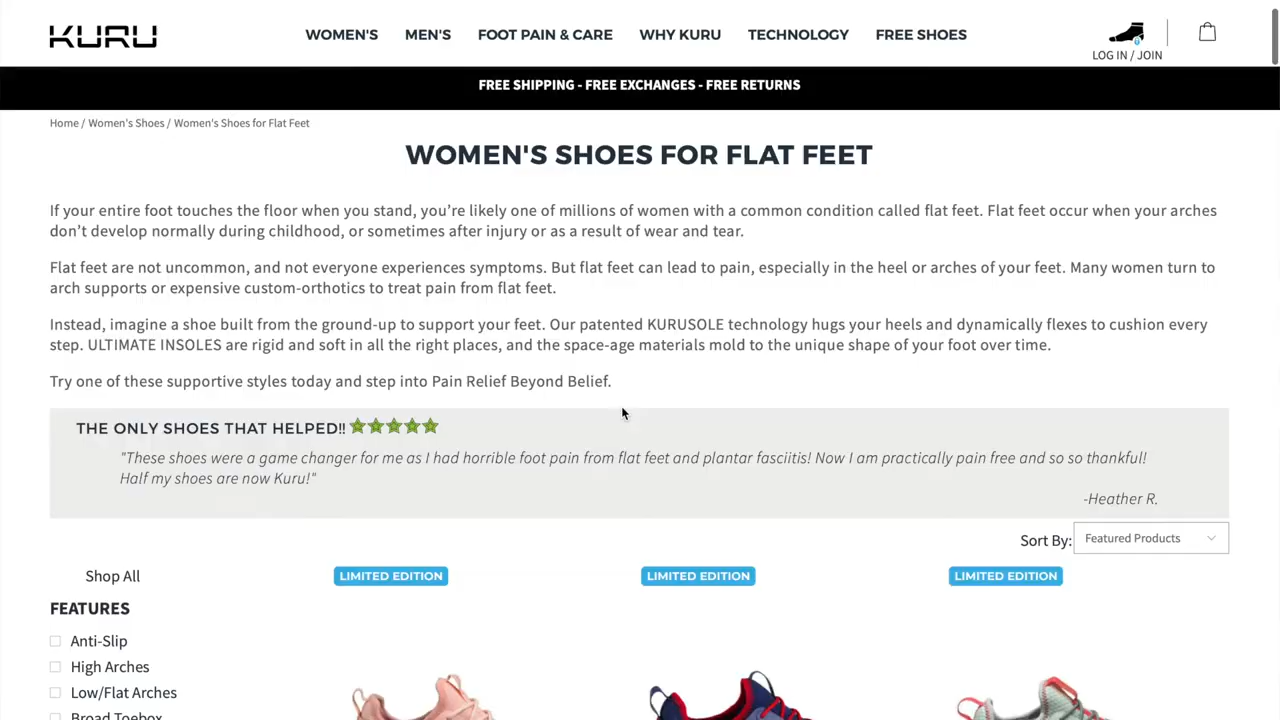 KURU
WOMEN'S MEN'S FOOT PAIN & CARE WHY KURU TECHNOLOGY FREE SHOES
LOG IN / JOIN
FREE SHIPPING - FREE EXCHANGES - FREE RETURNS
Home / Women's Shoes / Women's Shoes for Flat Feet
WOMEN'S SHOES FOR FLAT FEET
If your entire foot touches the floor when you stand, you’re likely one of millions of women with a common condition called flat feet. Flat feet occur when your arches
don’t develop normally during childhood, or sometimes after injury or as a result of wear and tear.
Flat feet are not uncommon, and not everyone experiences symptoms. But flat feet can lead to pain, especially in the heel or arches of your feet. Many women turn to
arch supports or expensive custom-orthotics to treat pain from flat feet.
Instead, imagine a shoe built from the ground-up to support your feet. Our patented KURUSOLE technology hugs your heels and dynamically flexes to cushion every
step. ULTIMATE INSOLES are rigid and soft in all the right places, and the space-age materials mold to the unique shape of your foot over time.
Try one of these supportive styles today and step into Pain Relief Beyond Belief.
THE ONLY SHOES THAT HELPED!!
"These shoes were a game changer for me as I had horrible foot pain from flat feet and plantar fasciitis! Now I am practically pain free and so so thankful!
Half my shoes are now Kuru!"
-Heather R.
Sort By: Featured Products
Shop All
LIMITED EDITION LIMITED EDITION LIMITED EDITION
FEATURES
Anti-Slip
High Arches
Low/Flat Arches
Broad Toebox